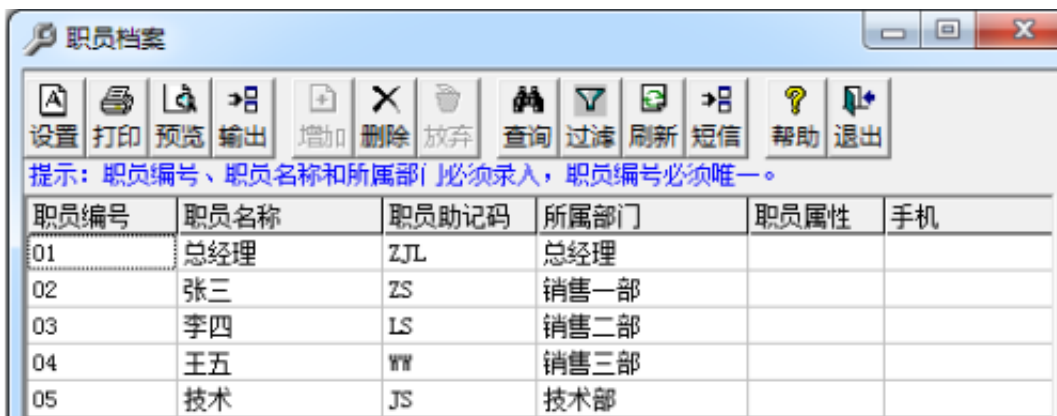 职员档案
设置 打印 预览 输出 增加 删除 放弃 查询 过滤 刷新 短信 帮助 退出
提示：职员编号、职员名称和所属部门必须录入，职员编号必须唯一。
职员编号 职员名称 职员助记码 所属部门 职员属性 手机
01 总经理 ZJL 总经理
02 张三 ZS 销售一部
03 李四 LS 销售二部
04 王五 WW 销售三部
05 技术 JS 技术部